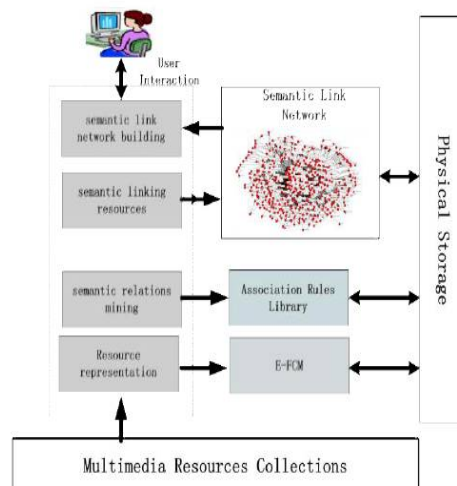 User
Interaction
semantic link
network building
Semantic Link
Network
semantic linking
resources
semantic relations
mining
Association Rules
Library
Resource
representation
E-FCM
Physical Storage
Multimedia Resources Collections